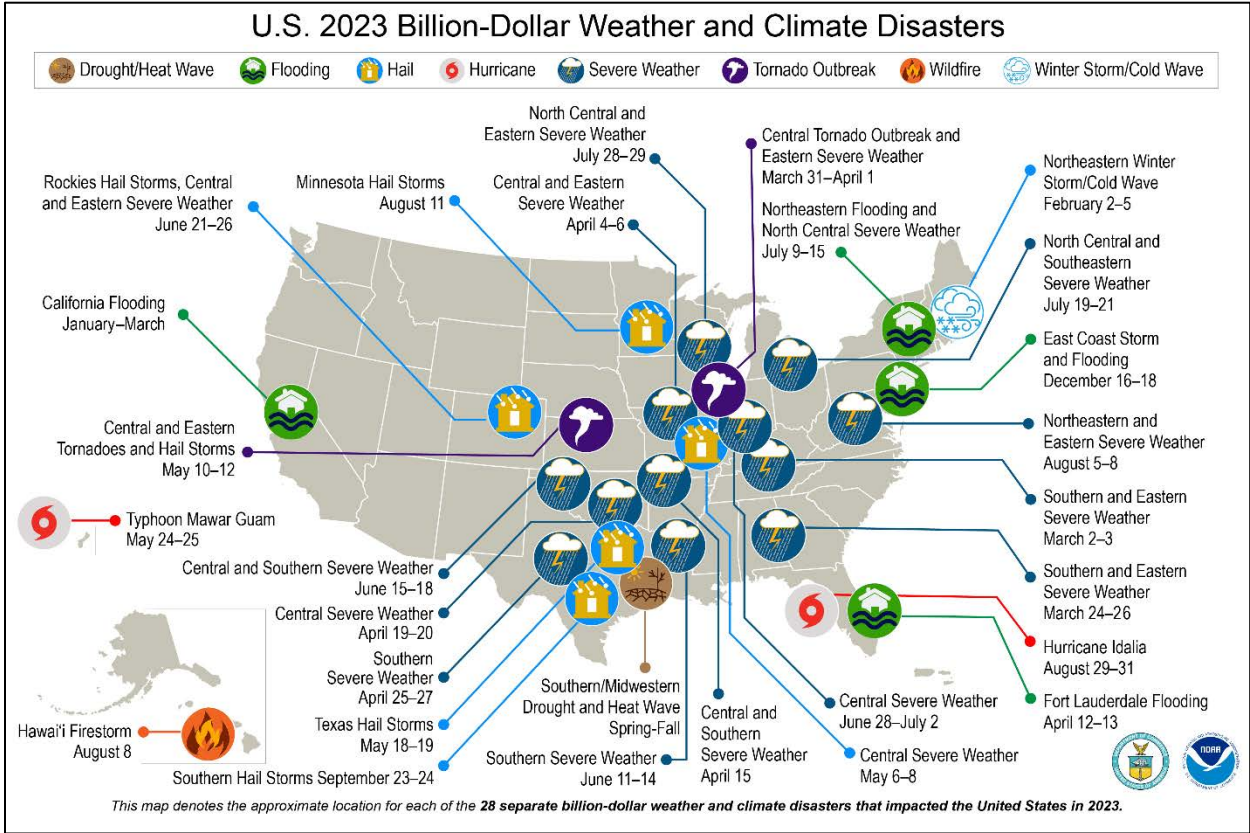 U.S. 2023 Billion-Dollar Weather and Climate Disasters
Drought/Heat Wave
Flooding
Hail
Hurricane
Severe Weather
Tornado Outbreak
Wildfire
Winter Storm/Cold Wave
North Central and
Eastern Severe Weather
July 28–29
Central Tornado Outbreak and
Eastern Severe Weather
March 31–April 1
Northeastern Winter
Storm/Cold Wave
February 2–5
Rockies Hail Storms, Central
and Eastern Severe Weather
June 21–26
Minnesota Hail Storms
August 11
Central and Eastern
Severe Weather
April 4–6
Northeastern Flooding and
North Central Severe Weather
July 9–15
North Central and
Southeastern
Severe Weather
July 19–21
California Flooding
January–March
East Coast Storm
and Flooding
December 16–18
Central and Eastern
Tornadoes and Hail Storms
May 10–12
Northeastern and
Eastern Severe Weather
August 5–8
Typhoon Mawar Guam
May 24–25
Southern and Eastern
Severe Weather
March 2–3
Central and Southern Severe Weather
June 15–18
Southern and Eastern
Severe Weather
March 24–26
Central Severe Weather
April 19–20
Southern
Severe Weather
April 25–27
Hurricane Idalia
August 29–31
Texas Hail Storms
May 18–19
Southern/Midwestern
Drought and Heat Wave
Spring-Fall
Central and
Southern
Severe Weather
April 15
Central Severe Weather
June 28–July 2
Fort Lauderdale Flooding
April 12–13
Hawai‘i Firestorm
August 8
Southern Hail Storms September 23–24
Southern Severe Weather
June 11–14
Central Severe Weather
May 6–8
NOAA
This map denotes the approximate location for each of the 28 separate billion-dollar weather and climate disasters that impacted the United States in 2023.